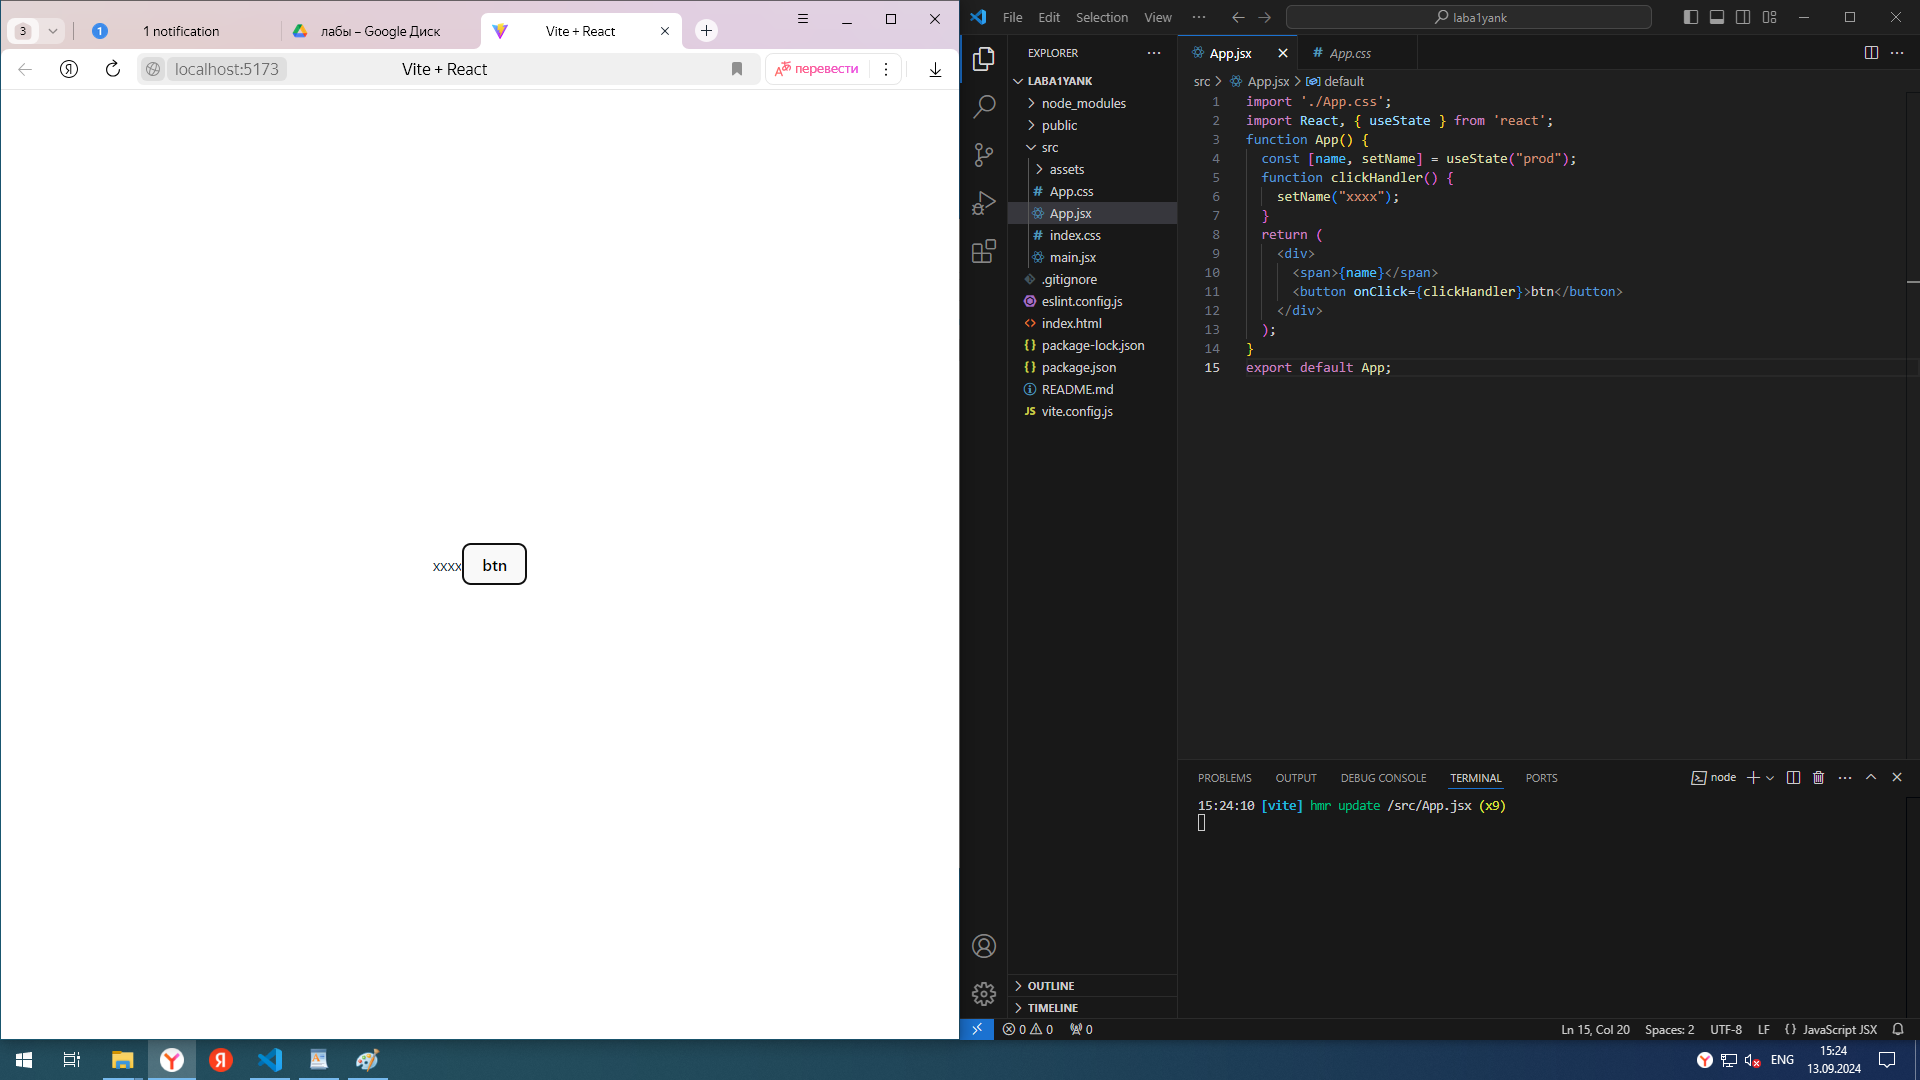 3
1
1 notification
лабы – Google Диск
Vite + React
localhost:5173
Vite + React
перевести
xxxx
btn
File Edit Selection View ···
laba1yank
EXPLORER
LABA1YANK
node_modules
public
src
assets
# App.css
App.jsx
# index.css
main.jsx
.gitignore
eslint.config.js
<> index.html
{} package-lock.json
{} package.json
README.md
JS vite.config.js
OUTLINE
TIMELINE
App.jsx
# App.css
src > App.jsx > default
1 import './App.css';
2 import React, { useState } from 'react';
3 function App() {
4 const [name, setName] = useState("prod");
5 function clickHandler() {
6 setName("xxxx");
7 }
8 return (
9 <div>
10 <span>{name}</span>
11 <button onClick={clickHandler}>btn</button>
12 </div>
13 );
14 }
15 export default App;
PROBLEMS OUTPUT DEBUG CONSOLE TERMINAL PORTS
node
15:24:10 [vite] hmr update /src/App.jsx (x9)
0 0 0
Ln 15, Col 20 Spaces: 2 UTF-8 LF {} JavaScript JSX
ENG
15:24
13.09.2024